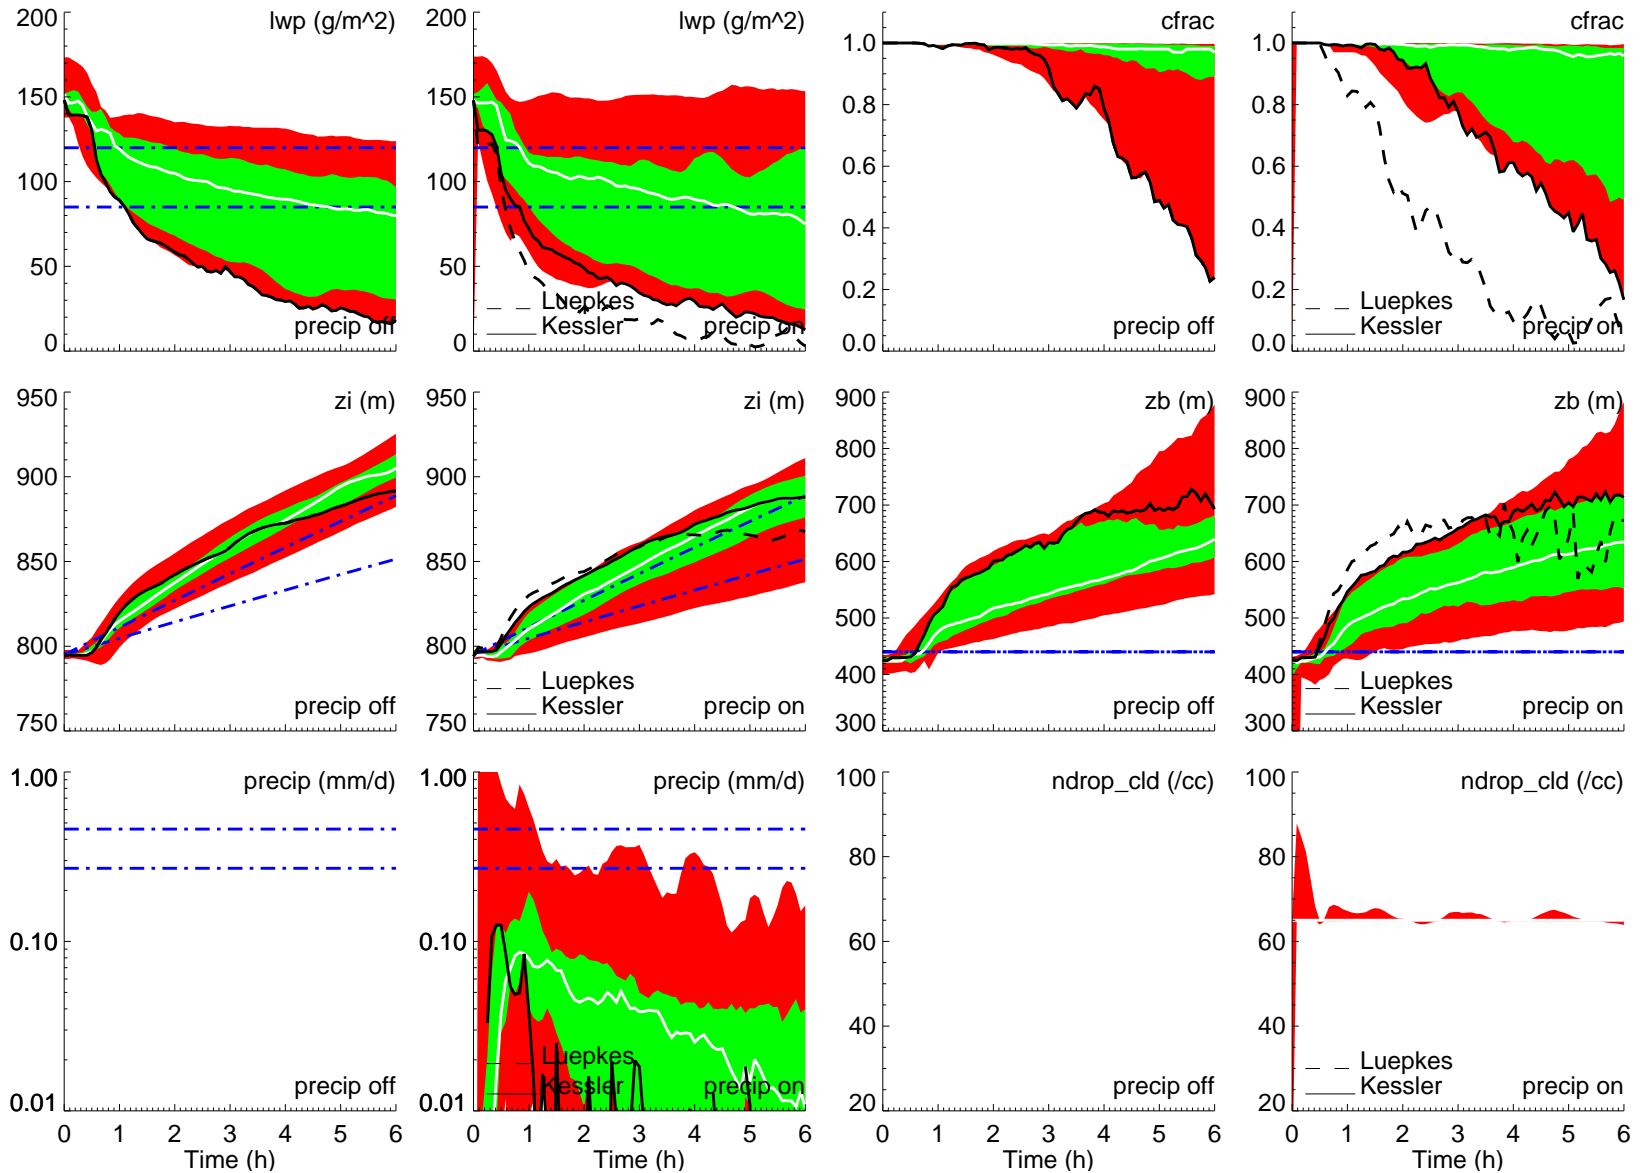 lwp (g/m^2)
200
150
100
50
0
precip off
lwp (g/m^2)
200
150
100
50
0
Luepkes
Kessler
precip on
cfrac
1.0
0.8
0.6
0.4
0.2
0.0
precip off
cfrac
1.0
0.8
0.6
0.4
0.2
0.0
Luepkes
Kessler
precip on
zi (m)
950
900
850
800
750
precip off
zi (m)
950
900
850
800
750
Luepkes
Kessler
precip on
zb (m)
900
800
700
600
500
400
300
precip off
zb (m)
900
800
700
600
500
400
300
Luepkes
Kessler
precip on
precip (mm/d)
1.00
0.10
0.01
precip off
0 1 2 3 4 5 6
Time (h)
precip (mm/d)
1.00
0.10
0.01
Luepkes
Kessler
precip on
0 1 2 3 4 5 6
Time (h)
ndrop_cld (/cc)
100
80
60
40
20
precip off
0 1 2 3 4 5 6
Time (h)
ndrop_cld (/cc)
100
80
60
40
20
Luepkes
Kessler
precip on
0 1 2 3 4 5 6
Time (h)